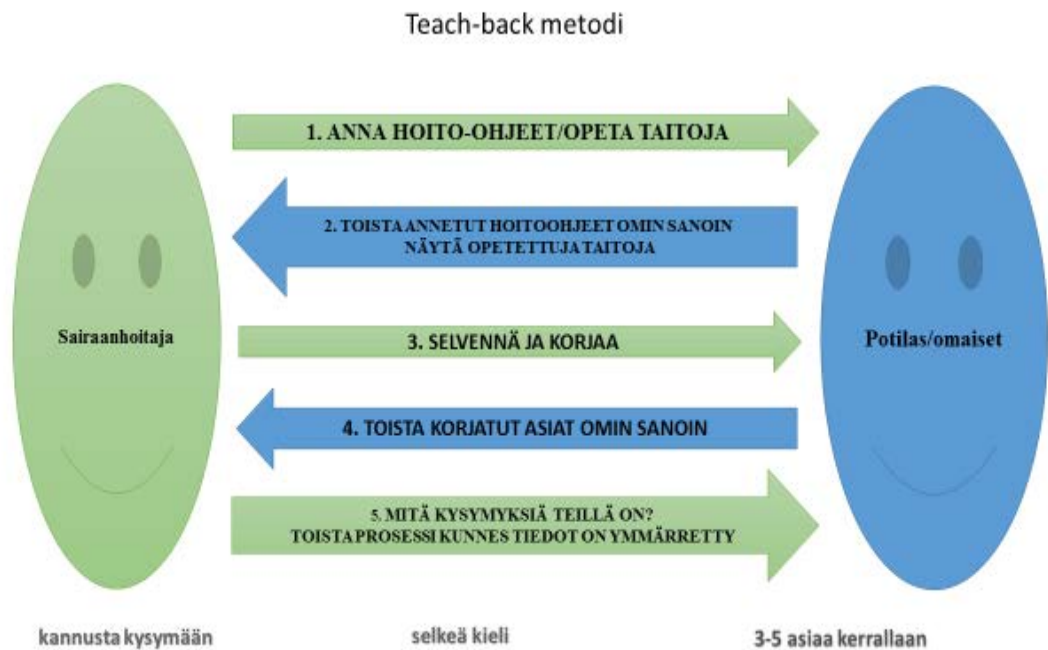 Teach-back metodi
1. ANNA HOITO-OHJEET/OPETA TAITOJA
2. TOISTA ANNETUT HOITOOHJEET OMIN SANOIN
NÄYTÄ OPETETTUJA TAITOJA
Sairaanhoitaja
3. SELVENNÄ JA KORJAA
Potilas/omaiset
4. TOISTA KORJATUT ASIAT OMIN SANOIN
5. MITÄ KYSYMYKSIÄ TEILLÄ ON?
TOISTA PROSESSI KUNNES TIEDOT ON YMMÄRRETTY
kannusta kysymään
selkeä kieli
3-5 asiaa kerrallaan